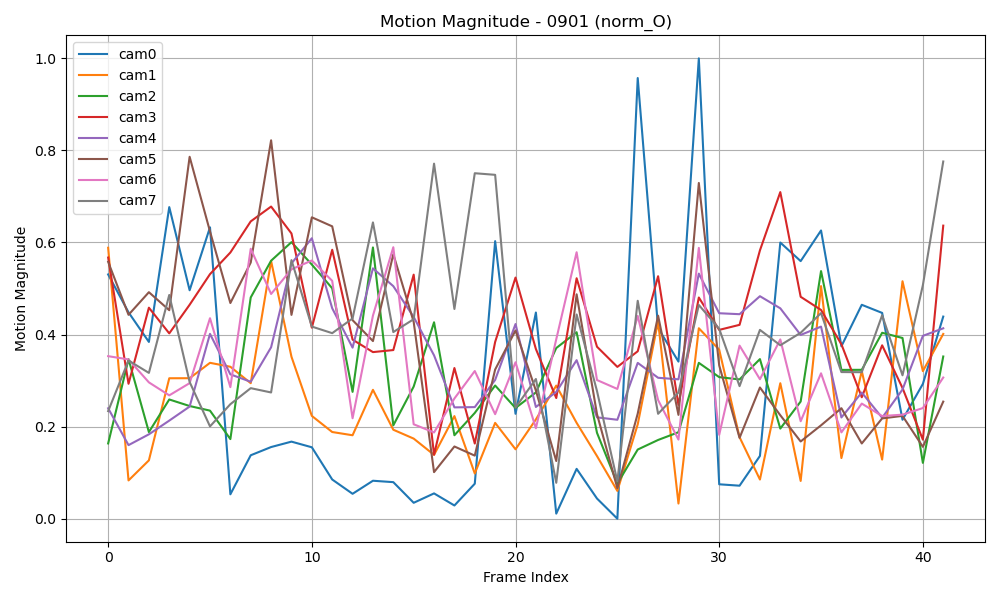 Motion Magnitude - 0901 (norm_O)
cam0
cam1
cam2
cam3
cam4
cam5
cam6
cam7
Motion Magnitude
1.0
0.8
0.6
0.4
0.2
0.0
0 10 20 30 40
Frame Index